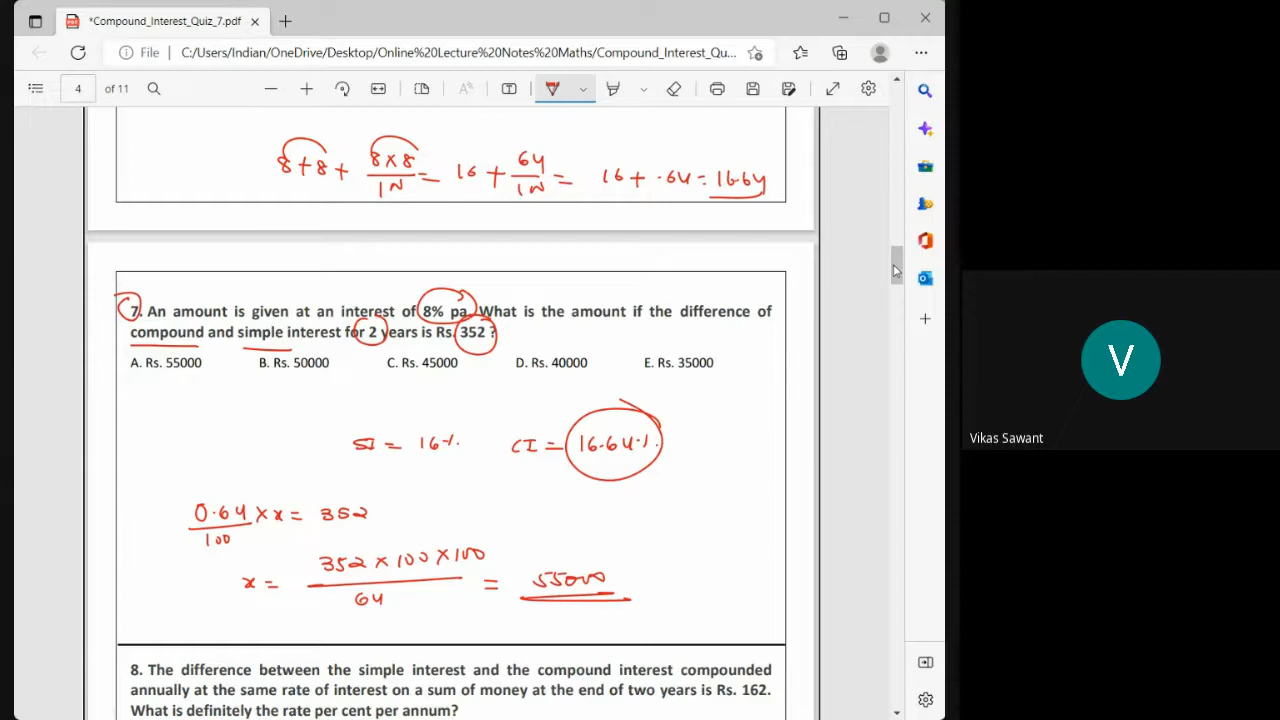 *Compound_Interest_Quiz_7.pdf
File
C:/Users/Indian/OneDrive/Desktop/Online%20Lecture%20Notes%20Maths/Compound_Interest_Qu...
4 of 11
8+8 + 8×8/100 = 16 + 64/100 = 16 + .64 = 16.64
7. An amount is given at an interest of 8% pa. What is the amount if the difference of
compound and simple interest for 2 years is Rs. 352 ?
A. Rs. 55000 B. Rs. 50000 C. Rs. 45000 D. Rs. 40000 E. Rs. 35000
SI = 16% CI = 16.64%
0.64/100 × x = 352
x = 352 × 100 × 100 / 64 = 55000
8. The difference between the simple interest and the compound interest compounded
annually at the same rate of interest on a sum of money at the end of two years is Rs. 162.
What is definitely the rate per cent per annum?
V
Vikas Sawant